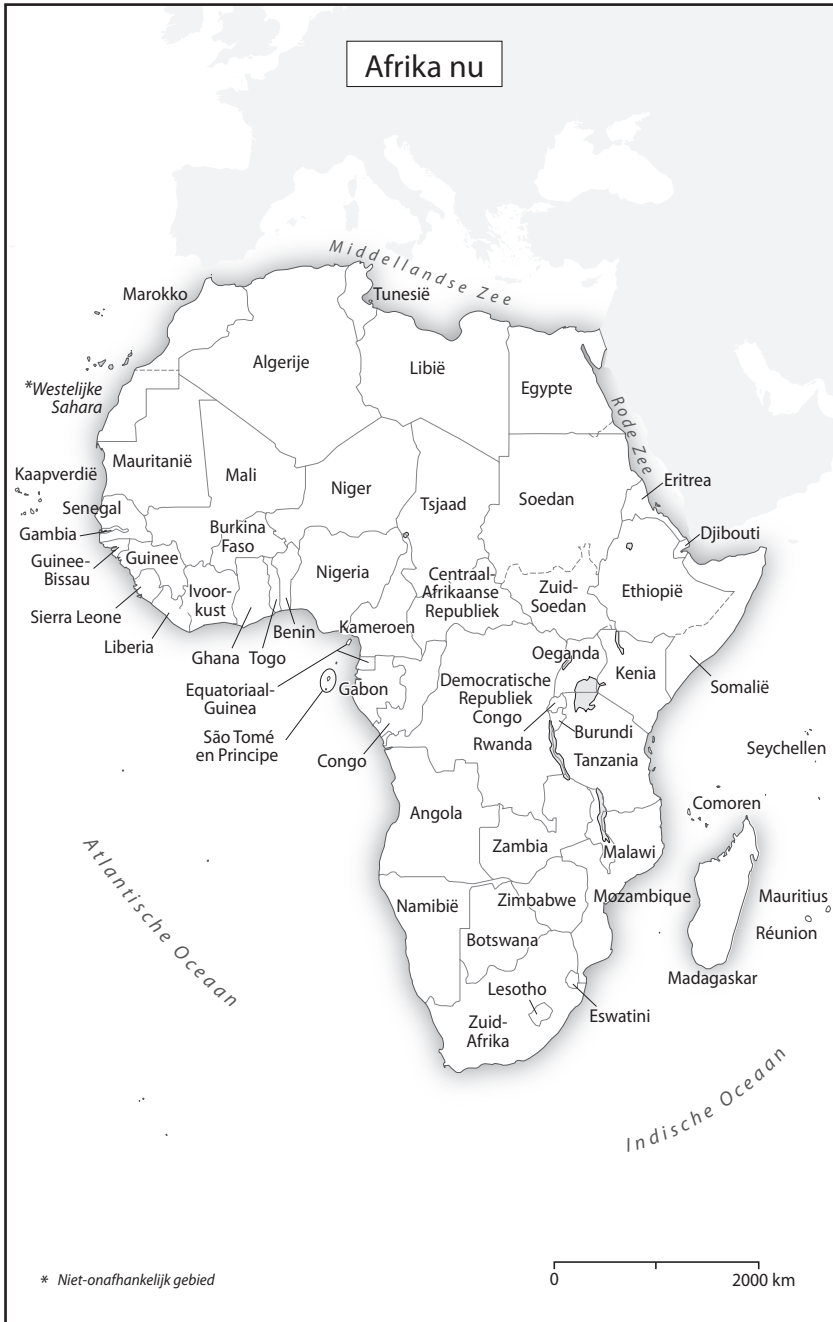 Afrika nu
Middellandse Zee
Marokko
Tunesië
Algerije
Libië
Egypte
*Westelijke
Sahara
Rode Zee
Mauritanië
Mali
Niger
Tsjaad
Soedan
Eritrea
Kaapverdië
Senegal
Gambia
Burkina
Faso
Djibouti
Guinee-
Bissau
Guinee
Nigeria
Centraal-
Afrikaanse
Republiek
Zuid-
Soedan
Ethiopië
Ivoor-
kust
Sierra Leone
Liberia
Ghana
Togo
Benin
Kameroen
Oeganda
Kenia
Somalië
Equatoriaal-
Guinea
Gabon
Democratische
Republiek
Congo
São Tomé
en Principe
Congo
Rwanda
Burundi
Tanzania
Seychellen
Comoren
Angola
Zambia
Malawi
Atlantische Oceaan
Namibië
Zimbabwe
Mozambique
Mauritius
Botswana
Réunion
Madagaskar
Lesotho
Eswatini
Zuid-
Afrika
Indische Oceaan
* Niet-onafhankelijk gebied
0 2000 km